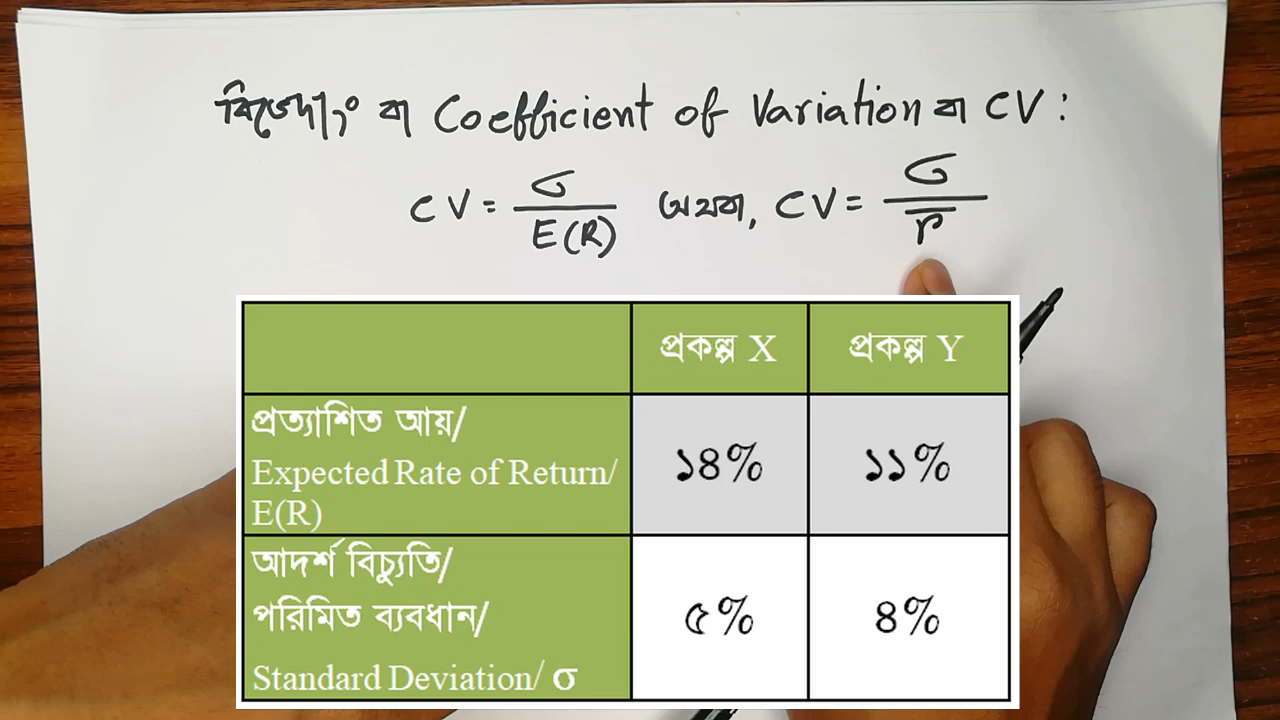 বিভেদাংক বা Coefficient of Variation বা CV :
CV = σ / E(R) অথবা, CV = σ / r̄
প্রকল্প X প্রকল্প Y
প্রত্যাশিত আয়/
Expected Rate of Return/
E(R)
১৪% ১১%
আদর্শ বিচ্যুতি/
পরিমিত ব্যবধান/
Standard Deviation/ σ
৫% ৪%